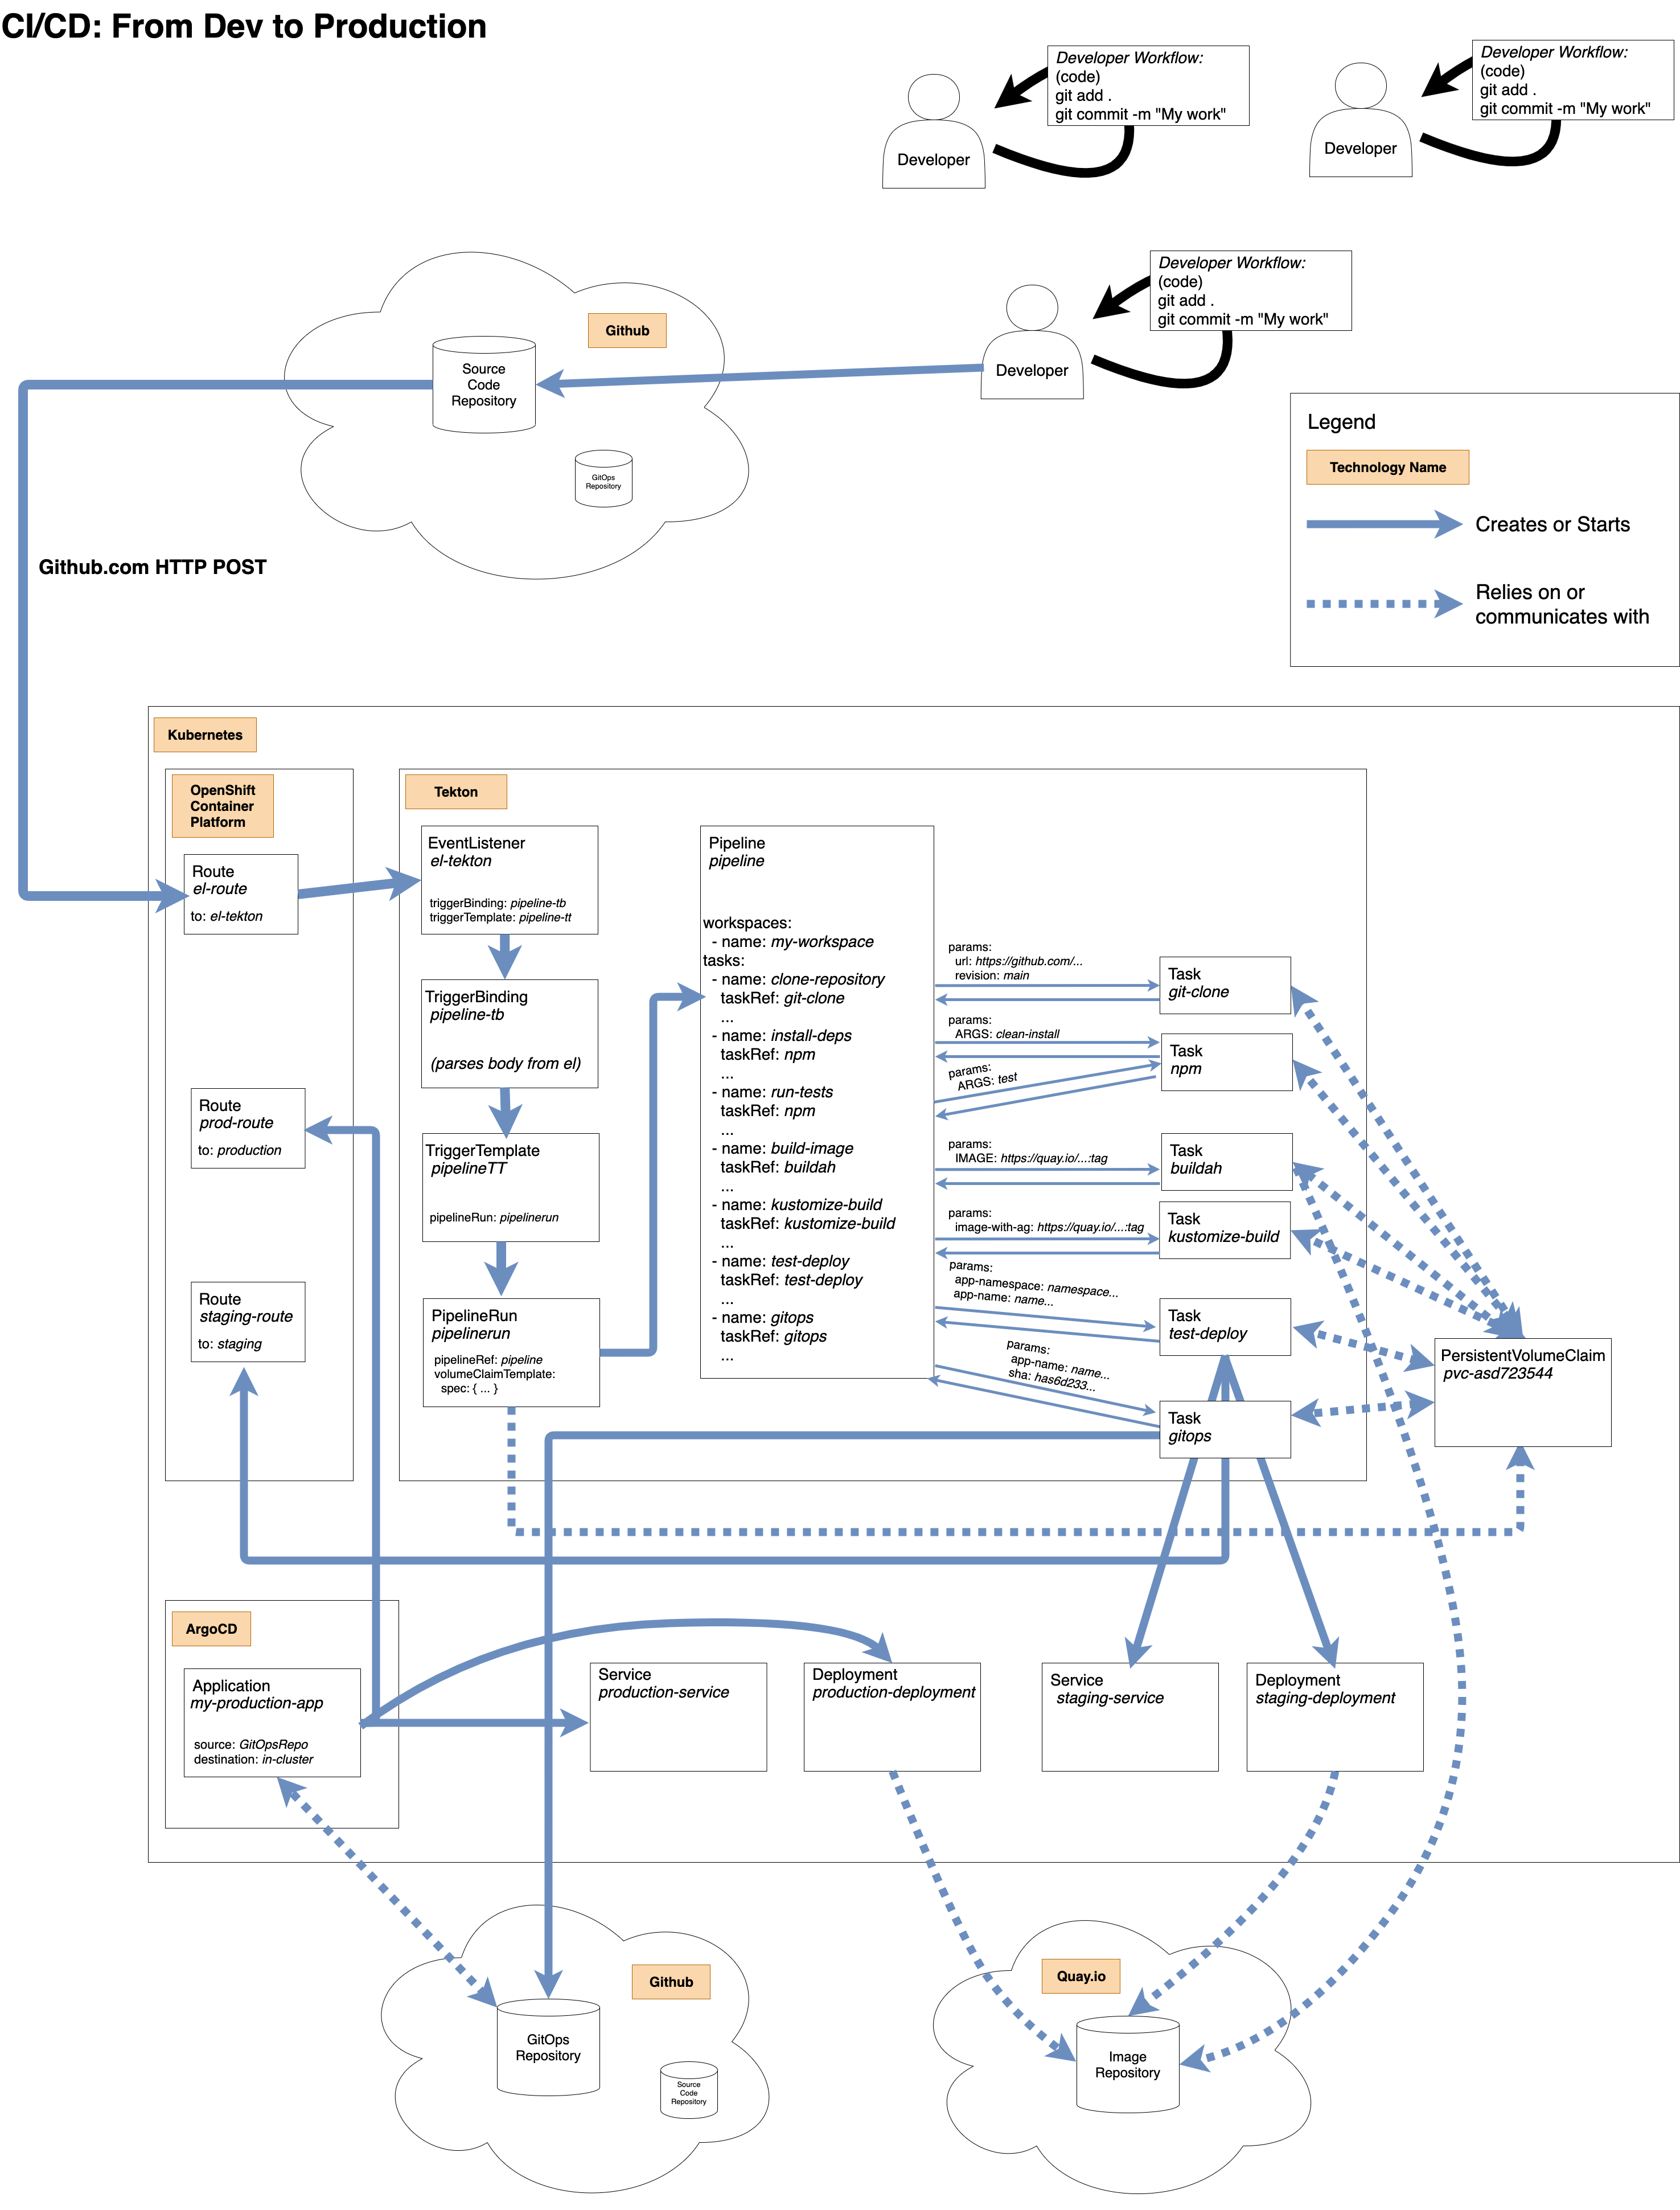 CI/CD: From Dev to Production
Developer Workflow:
(code)
git add .
git commit -m "My work"
Developer
Developer Workflow:
(code)
git add .
git commit -m "My work"
Developer
Developer Workflow:
(code)
git add .
git commit -m "My work"
Developer
Github
Source
Code
Repository
GitOps
Repository
Github.com HTTP POST
Legend
Technology Name
Creates or Starts
Relies on or
communicates with
Kubernetes
OpenShift
Container
Platform
Route
el-route
to: el-tekton
Route
prod-route
to: production
Route
staging-route
to: staging
Tekton
EventListener
el-tekton
triggerBinding: pipeline-tb
triggerTemplate: pipeline-tt
TriggerBinding
pipeline-tb
(parses body from el)
TriggerTemplate
pipelineTT
pipelineRun: pipelinerun
PipelineRun
pipelinerun
pipelineRef: pipeline
volumeClaimTemplate:
spec: { ... }
Pipeline
pipeline
workspaces:
- name: my-workspace
tasks:
- name: clone-repository
taskRef: git-clone
...
- name: install-deps
taskRef: npm
...
- name: run-tests
taskRef: npm
...
- name: build-image
taskRef: buildah
...
- name: kustomize-build
taskRef: kustomize-build
...
- name: test-deploy
taskRef: test-deploy
...
- name: gitops
taskRef: gitops
...
params:
url: https://github.com/...
revision: main
params:
ARGS: clean-install
params:
ARGS: test
params:
IMAGE: https://quay.io/...:tag
params:
image-with-ag: https://quay.io/...:tag
params:
app-namespace: namespace...
app-name: name...
params:
app-name: name...
sha: has6d233...
Task
git-clone
Task
npm
Task
buildah
Task
kustomize-build
Task
test-deploy
Task
gitops
PersistentVolumeClaim
pvc-asd723544
ArgoCD
Application
my-production-app
source: GitOpsRepo
destination: in-cluster
Service
production-service
Deployment
production-deployment
Service
staging-service
Deployment
staging-deployment
Github
GitOps
Repository
Source
Code
Repository
Quay.io
Image
Repository